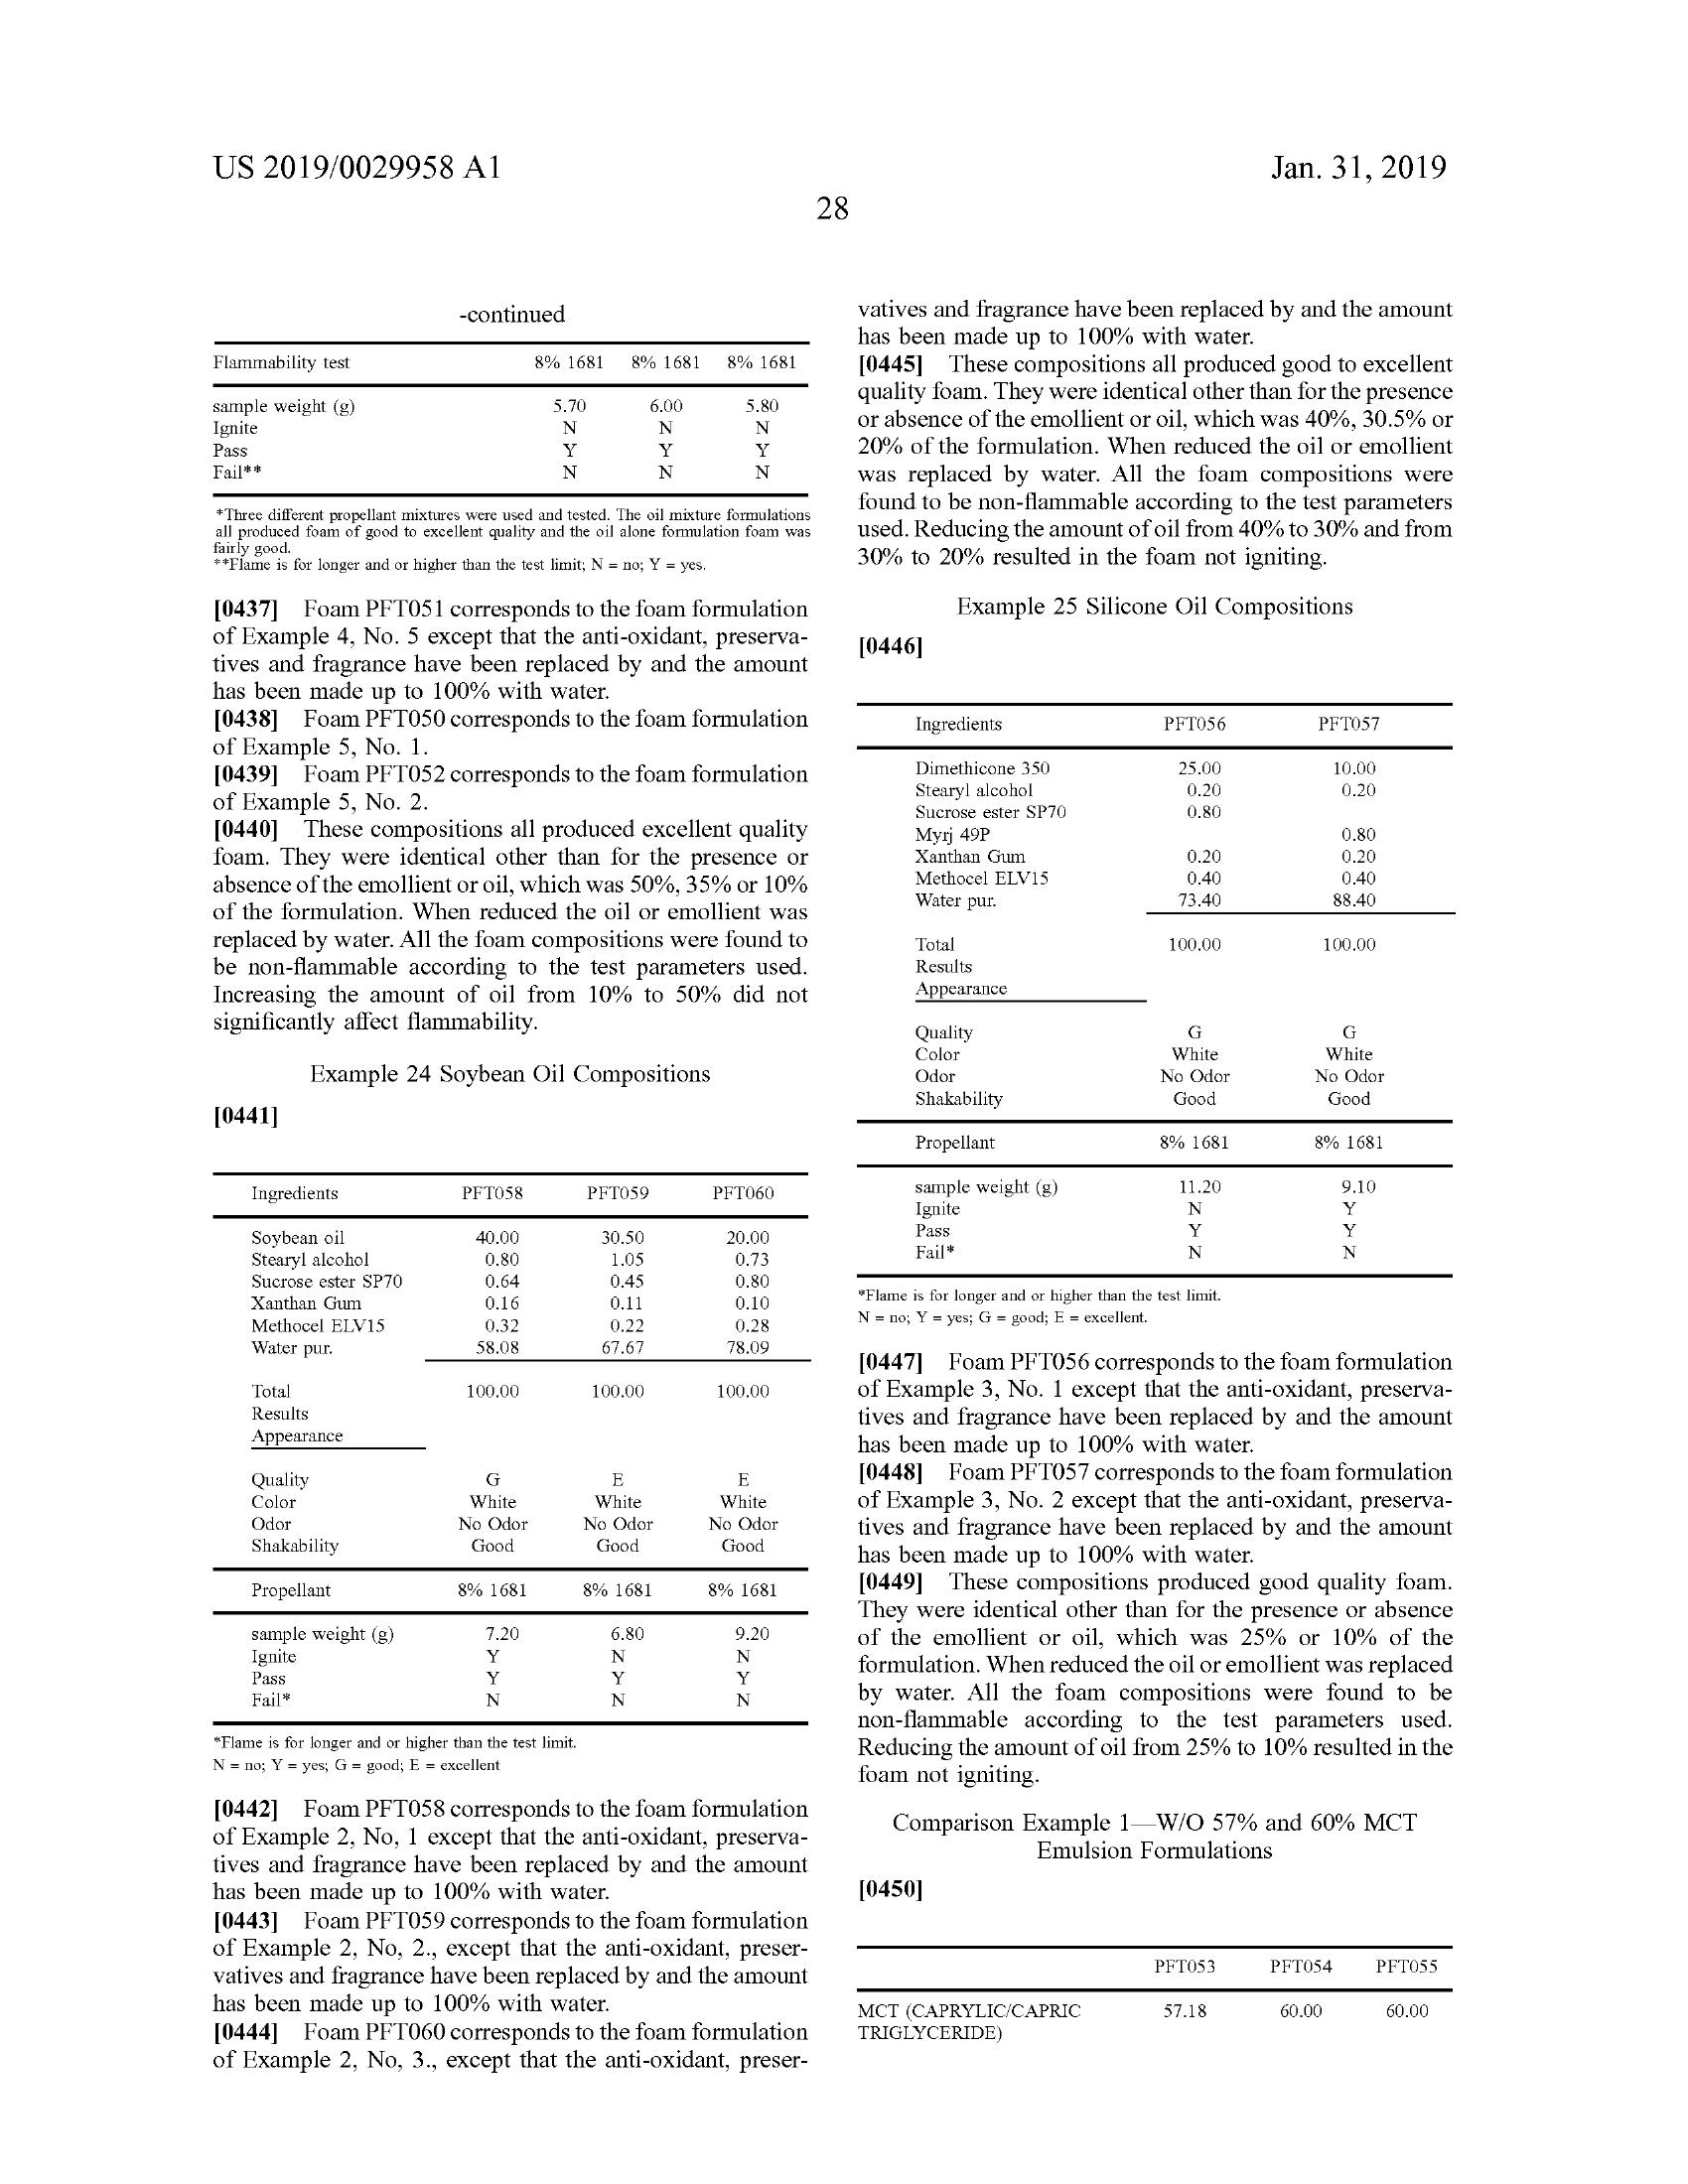 US 2019/0029958 A1
Jan. 31, 2019
28
-continued
Flammability test 8% 1681 8% 1681 8% 1681
sample weight (g) 5.70 6.00 5.80
Ignite N N N
Pass Y Y Y
Fail** N N N
*Three different propellant mixtures were used and tested. The oil mixture formulations
all produced foam of good to excellent quality and the oil alone formulation foam was
fairly good.
**Flame is for longer and or higher than the test limit; N = no; Y = yes.
[0437] Foam PFT051 corresponds to the foam formulation
of Example 4, No. 5 except that the anti-oxidant, preserva-
tives and fragrance have been replaced by and the amount
has been made up to 100% with water.
[0438] Foam PFT050 corresponds to the foam formulation
of Example 5, No. 1.
[0439] Foam PFT052 corresponds to the foam formulation
of Example 5, No. 2.
[0440] These compositions all produced excellent quality
foam. They were identical other than for the presence or
absence of the emollient or oil, which was 50%, 35% or 10%
of the formulation. When reduced the oil or emollient was
replaced by water. All the foam compositions were found to
be non-flammable according to the test parameters used.
Increasing the amount of oil from 10% to 50% did not
significantly affect flammability.
Example 24 Soybean Oil Compositions
[0441]
Ingredients PFT058 PFT059 PFT060
Soybean oil 40.00 30.50 20.00
Stearyl alcohol 0.80 1.05 0.73
Sucrose ester SP70 0.64 0.45 0.80
Xanthan Gum 0.16 0.11 0.10
Methocel ELV15 0.32 0.22 0.28
Water pur. 58.08 67.67 78.09
Total 100.00 100.00 100.00
Results
Appearance
Quality G E E
Color White White White
Odor No Odor No Odor No Odor
Shakability Good Good Good
Propellant 8% 1681 8% 1681 8% 1681
sample weight (g) 7.20 6.80 9.20
Ignite Y N N
Pass Y Y Y
Fail* N N N
*Flame is for longer and or higher than the test limit.
N = no; Y = yes; G = good; E = excellent
[0442] Foam PFT058 corresponds to the foam formulation
of Example 2, No, 1 except that the anti-oxidant, preserva-
tives and fragrance have been replaced by and the amount
has been made up to 100% with water.
[0443] Foam PFT059 corresponds to the foam formulation
of Example 2, No, 2., except that the anti-oxidant, preser-
vatives and fragrance have been replaced by and the amount
has been made up to 100% with water.
[0444] Foam PFT060 corresponds to the foam formulation
of Example 2, No, 3., except that the anti-oxidant, preser-
vatives and fragrance have been replaced by and the amount
has been made up to 100% with water.
[0445] These compositions all produced good to excellent
quality foam. They were identical other than for the presence
or absence of the emollient or oil, which was 40%, 30.5% or
20% of the formulation. When reduced the oil or emollient
was replaced by water. All the foam compositions were
found to be non-flammable according to the test parameters
used. Reducing the amount of oil from 40% to 30% and from
30% to 20% resulted in the foam not igniting.
Example 25 Silicone Oil Compositions
[0446]
Ingredients PFT056 PFT057
Dimethicone 350 25.00 10.00
Stearyl alcohol 0.20 0.20
Sucrose ester SP70 0.80
Myrj 49P 0.80
Xanthan Gum 0.20 0.20
Methocel ELV15 0.40 0.40
Water pur. 73.40 88.40
Total 100.00 100.00
Results
Appearance
Quality G G
Color White White
Odor No Odor No Odor
Shakability Good Good
Propellant 8% 1681 8% 1681
sample weight (g) 11.20 9.10
Ignite N Y
Pass Y Y
Fail* N N
*Flame is for longer and or higher than the test limit.
N = no; Y = yes; G = good; E = excellent.
[0447] Foam PFT056 corresponds to the foam formulation
of Example 3, No. 1 except that the anti-oxidant, preserva-
tives and fragrance have been replaced by and the amount
has been made up to 100% with water.
[0448] Foam PFT057 corresponds to the foam formulation
of Example 3, No. 2 except that the anti-oxidant, preserva-
tives and fragrance have been replaced by and the amount
has been made up to 100% with water.
[0449] These compositions produced good quality foam.
They were identical other than for the presence or absence
of the emollient or oil, which was 25% or 10% of the
formulation. When reduced the oil or emollient was replaced
by water. All the foam compositions were found to be
non-flammable according to the test parameters used.
Reducing the amount of oil from 25% to 10% resulted in the
foam not igniting.
Comparison Example 1—W/O 57% and 60% MCT
Emulsion Formulations
[0450]
PFT053 PFT054 PFT055
MCT (CAPRYLIC/CAPRIC 57.18 60.00 60.00
TRIGLYCERIDE)